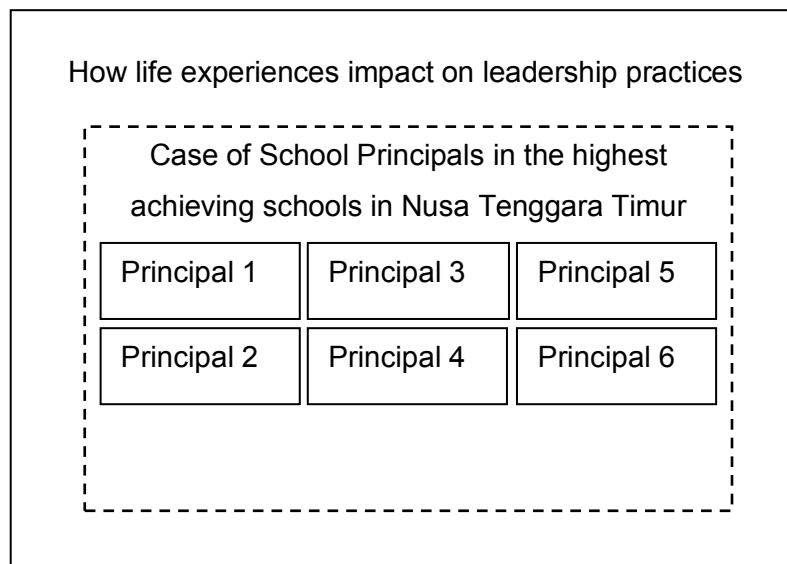 How life experiences impact on leadership practices
Case of School Principals in the highest
achieving schools in Nusa Tenggara Timur
Principal 1
Principal 3
Principal 5
Principal 2
Principal 4
Principal 6